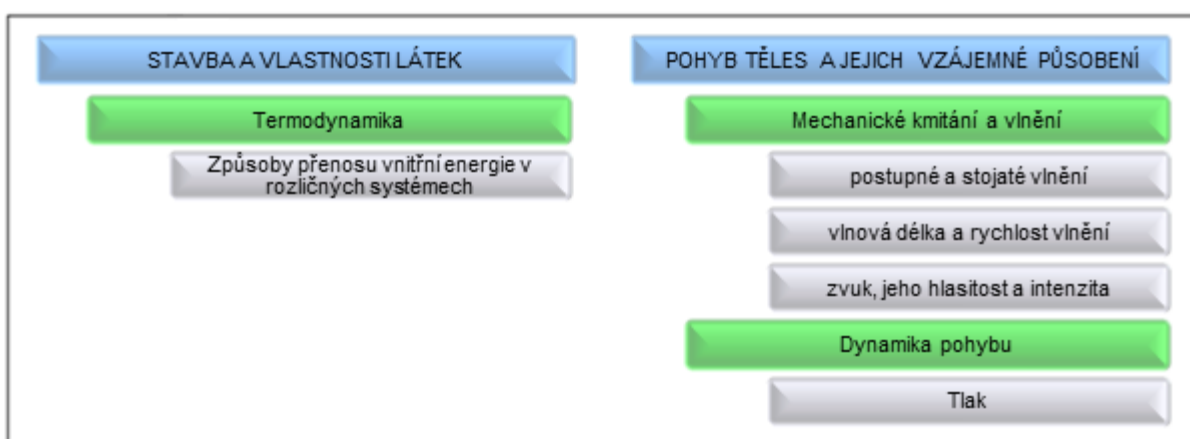 STAVBA A VLASTNOSTI LÁTEK
Termodynamika
Způsoby přenosu vnitřní energie v
rozličných systémech
POHYB TĚLES A JEJICH VZÁJEMNÉ PŮSOBENÍ
Mechanické kmitání a vlnění
postupné a stojaté vlnění
vlnová délka a rychlost vlnění
zvuk, jeho hlasitost a intenzita
Dynamika pohybu
Tlak